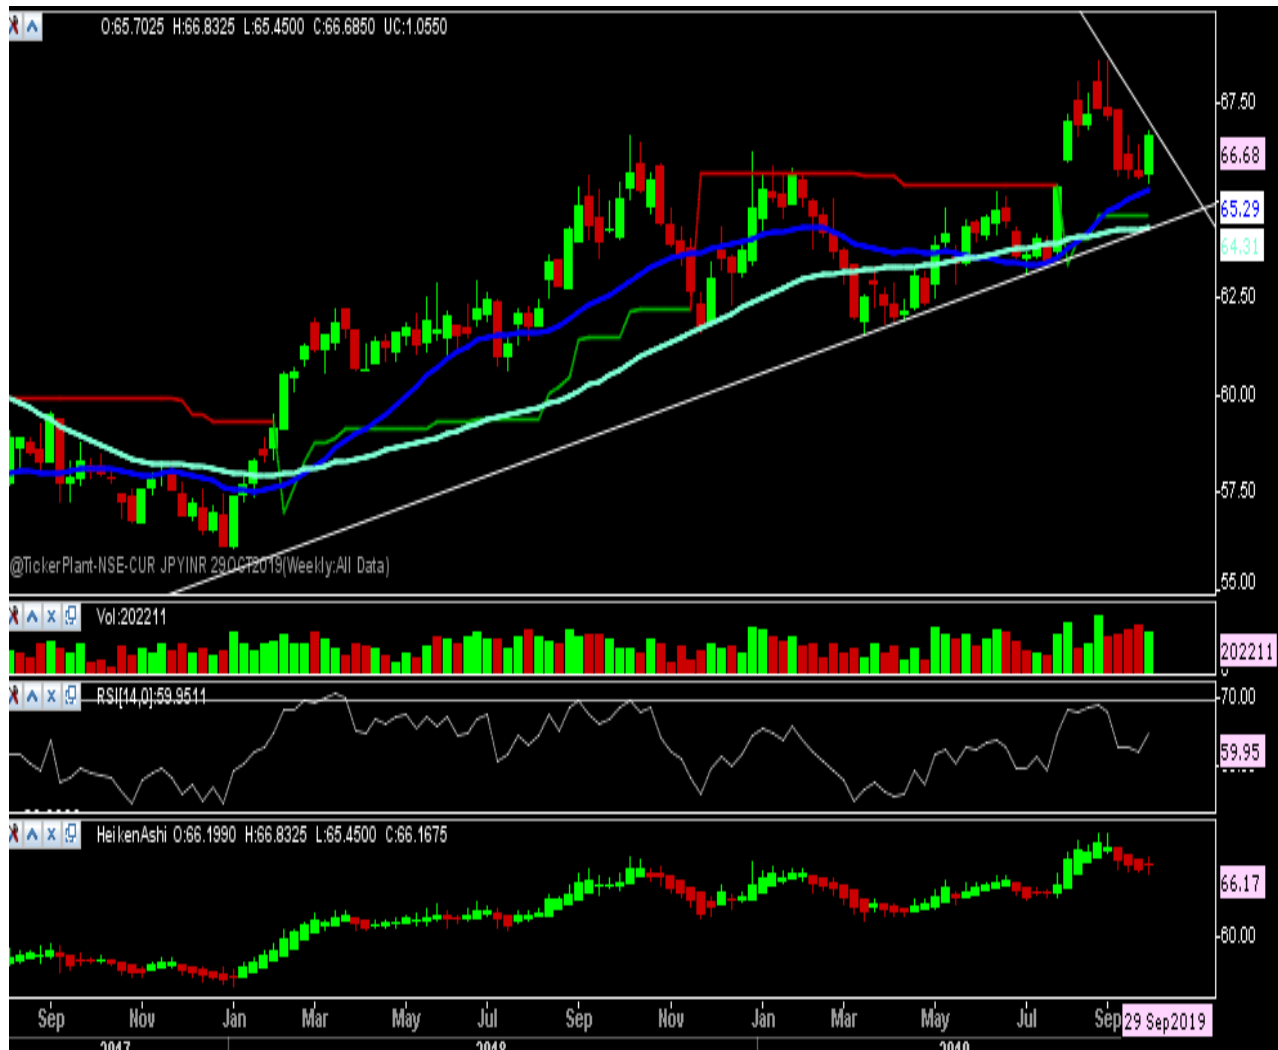 O:65.7025 H:66.8325 L:65.4500 C:66.6850 UC:1.0550
67.50
66.68
65.29
64.31
62.50
60.00
57.50
@TickerPlant-NSE-CUR JPYINR 29OCT2019(Weekly:All Data)
55.00
Vol:202211
202211
0
RSI[14,0]:59.9511
70.00
59.95
HeikenAshi O:66.1990 H:66.8325 L:65.4500 C:66.1675
66.17
60.00
Sep Nov Jan Mar May Jul Sep Nov Jan Mar May Jul Sep 29 Sep2019
2017 2018 2019